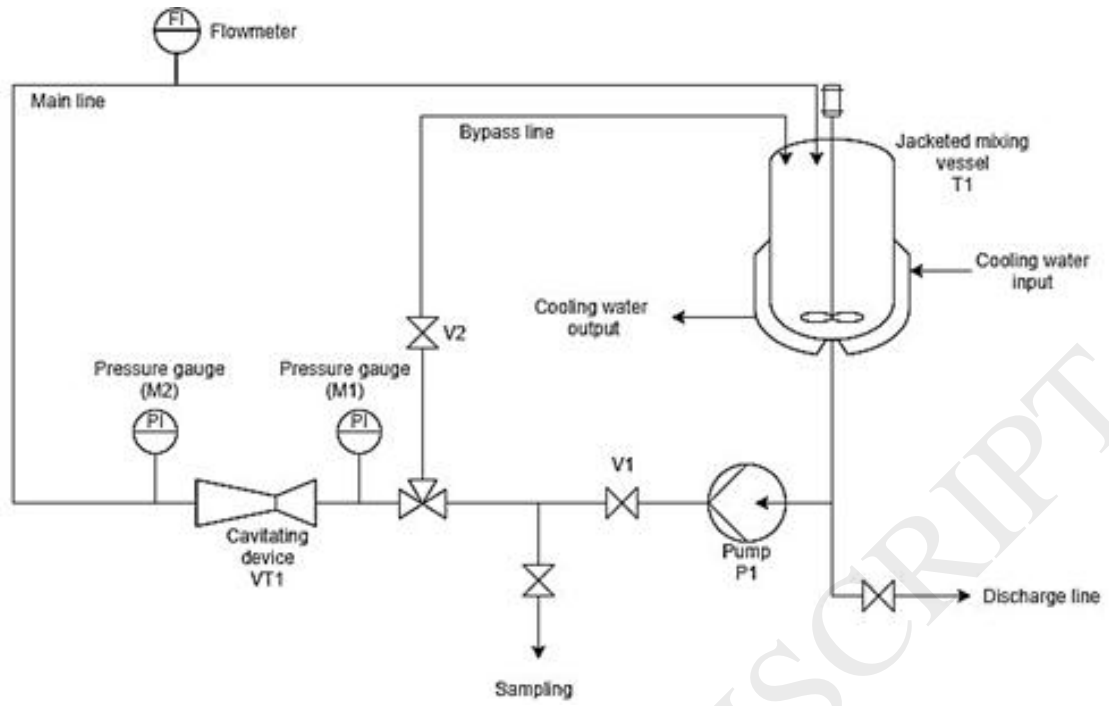 FI
Flowmeter
Main line
Bypass line
Jacketed mixing
vessel
T1
Cooling water
input
Cooling water
output
V2
Pressure gauge
(M2)
Pressure gauge
(M1)
PI
PI
V1
Cavitating
device
VT1
Pump
P1
Discharge line
Sampling
SCRIPT